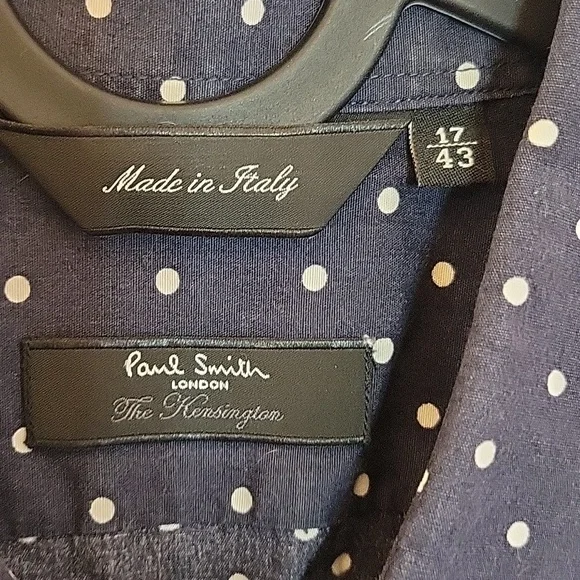 Made in Italy
17
43
Paul Smith
LONDON
The Kensington